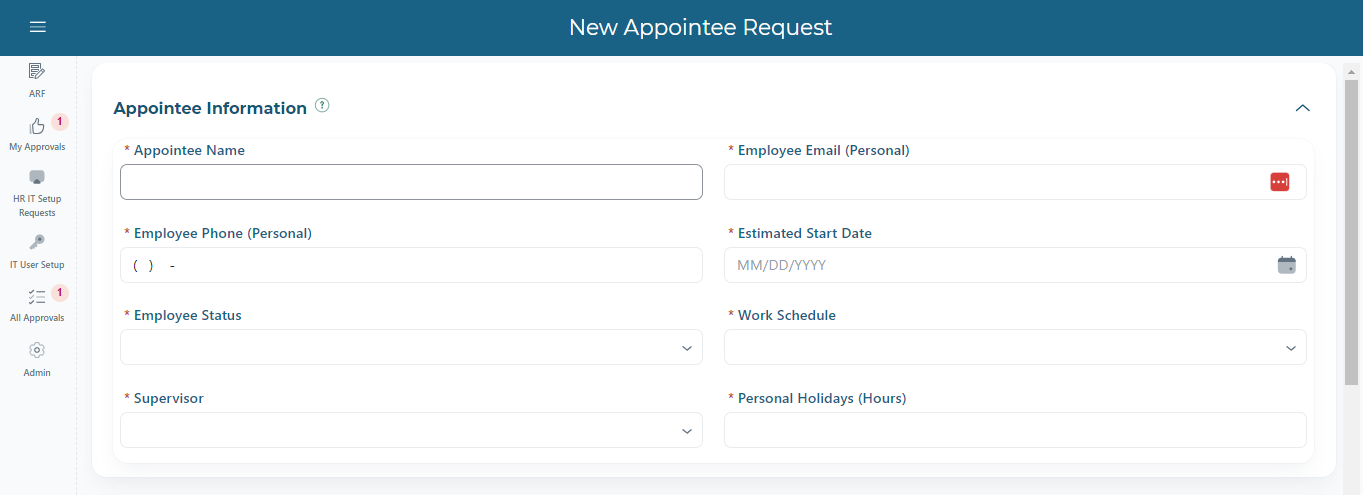 New Appointee Request
ARF
My Approvals
1
HR IT Setup
Requests
IT User Setup
All Approvals
1
Admin
Appointee Information ?
* Appointee Name
* Employee Email (Personal)
* Employee Phone (Personal)
( ) -
* Estimated Start Date
MM/DD/YYYY
* Employee Status
* Work Schedule
* Supervisor
* Personal Holidays (Hours)